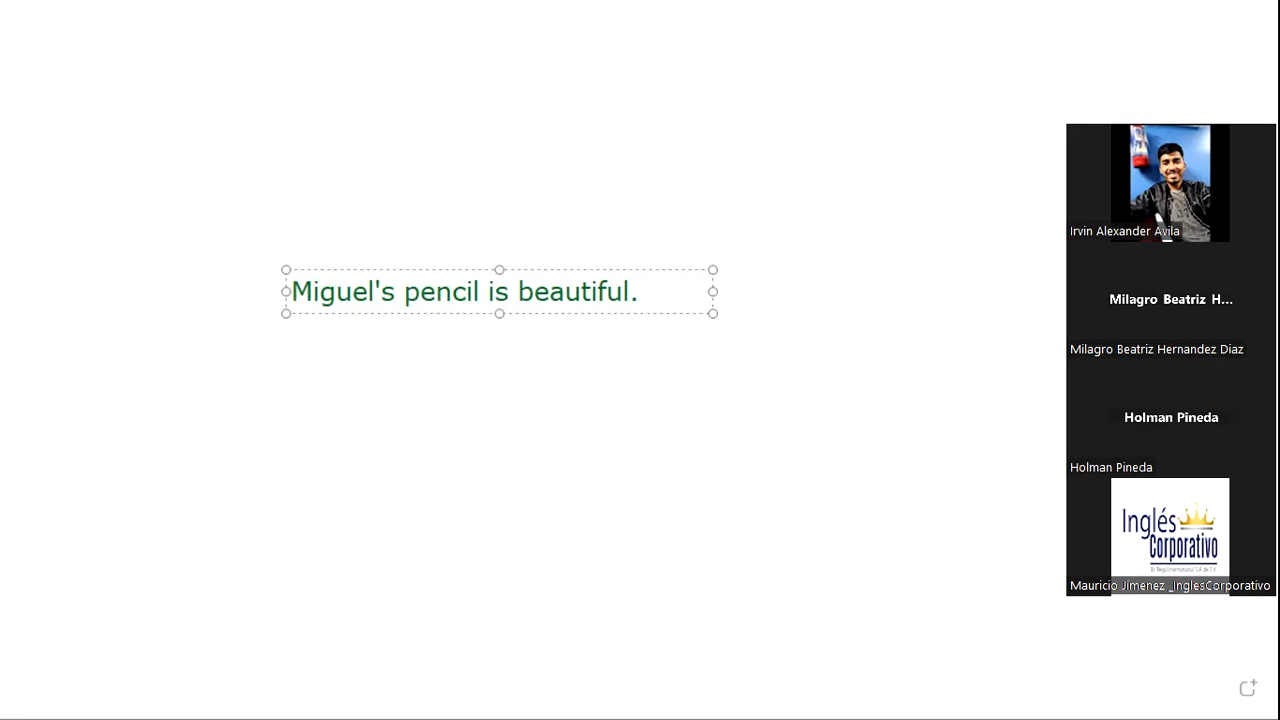 Miguel's pencil is beautiful.
Irvin Alexander Avila
Milagro Beatriz H...
Milagro Beatriz Hernandez Diaz
Holman Pineda
Holman Pineda
Inglés
Corporativo
Mauricio Jimenez _InglesCorporativo